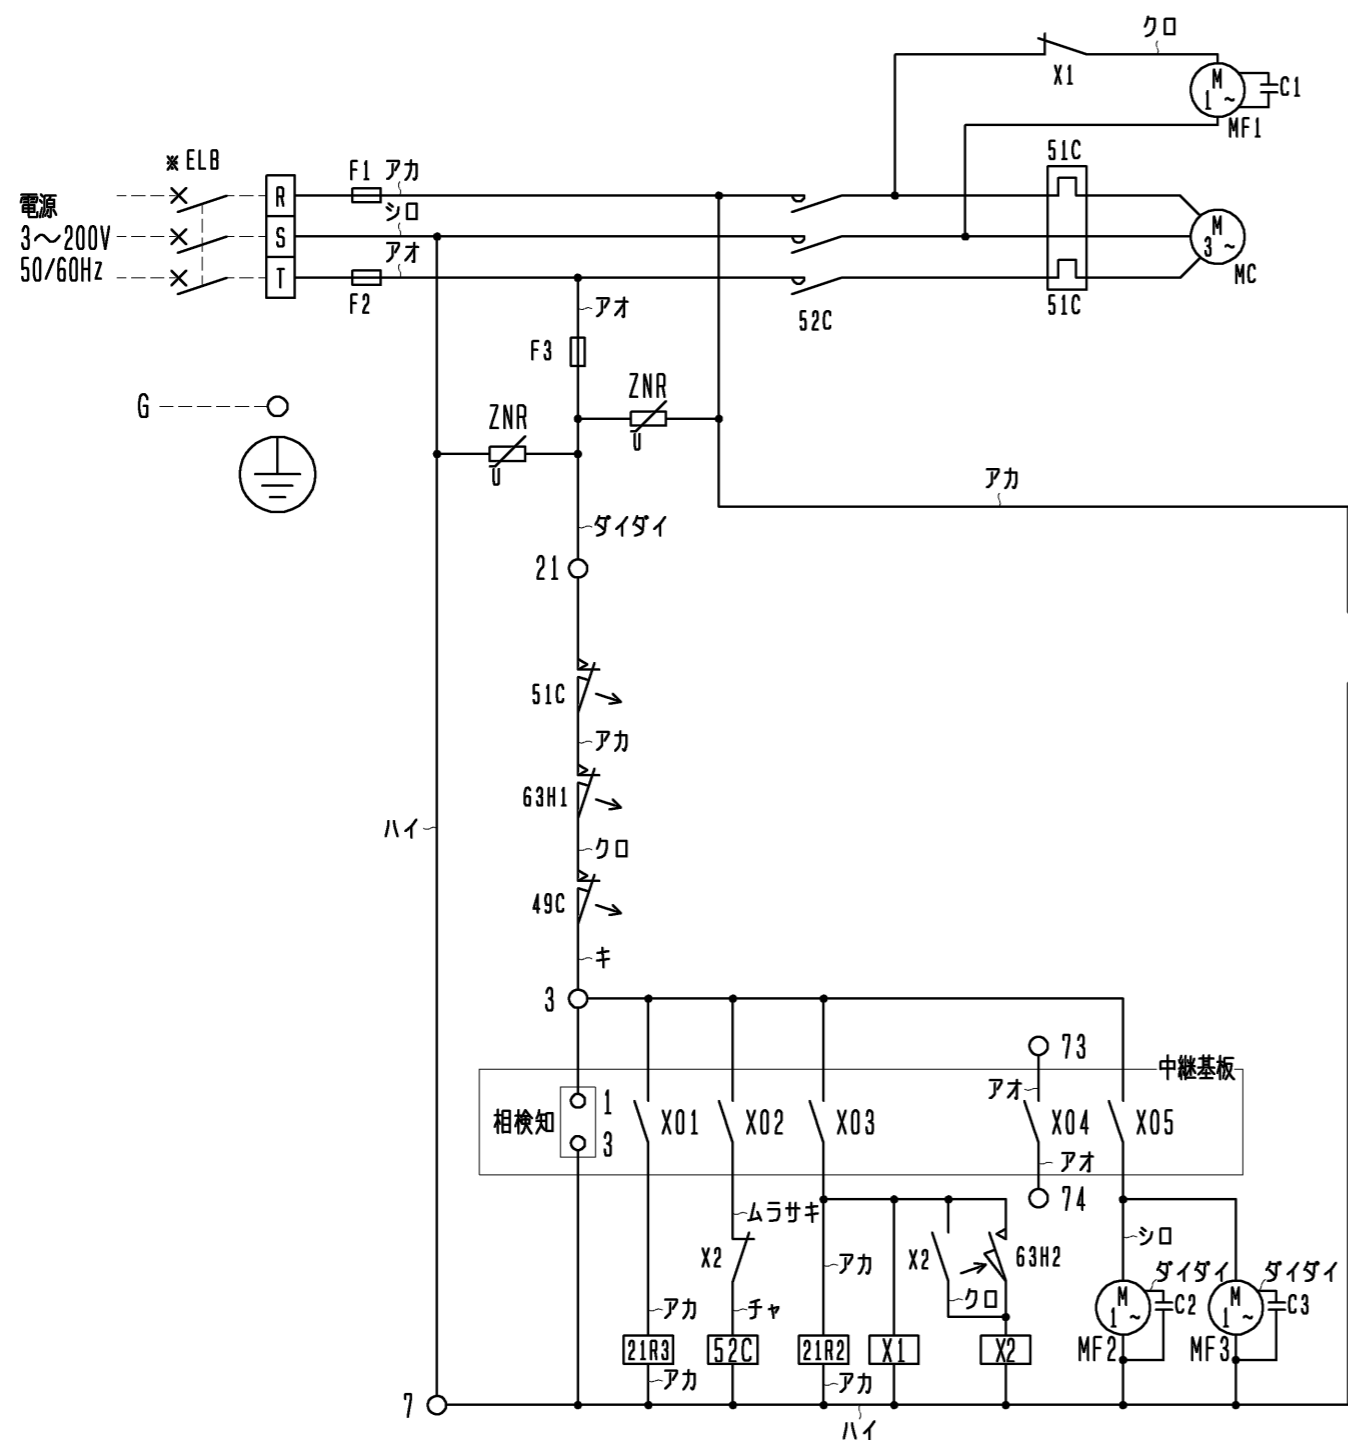 クロ
X1
M
1 ~
C1
MF1
※ELB
F1 アカ
51C
電源
3～200V
50/60Hz
R
シロ
S
アオ
T
M
3 ~
MC
F2
51C
52C
アオ
F3
ZNR
U
G
ZNR
U
アカ
ダイダイ
21
51C
アカ
63H1
ハイ
クロ
49C
キ
3
73
中継基板
アオ
相検知
1
3
X01
X02
X03
X04
X05
アオ
74
ムラサキ
シロ
X2
アカ
X2
63H2
クロ
ダイダイ
ダイダイ
アカ
チャ
M
1 ~
C2
M
1 ~
C3
21R3
52C
21R2
X1
X2
MF2
MF3
アカ
アカ
7
ハイ